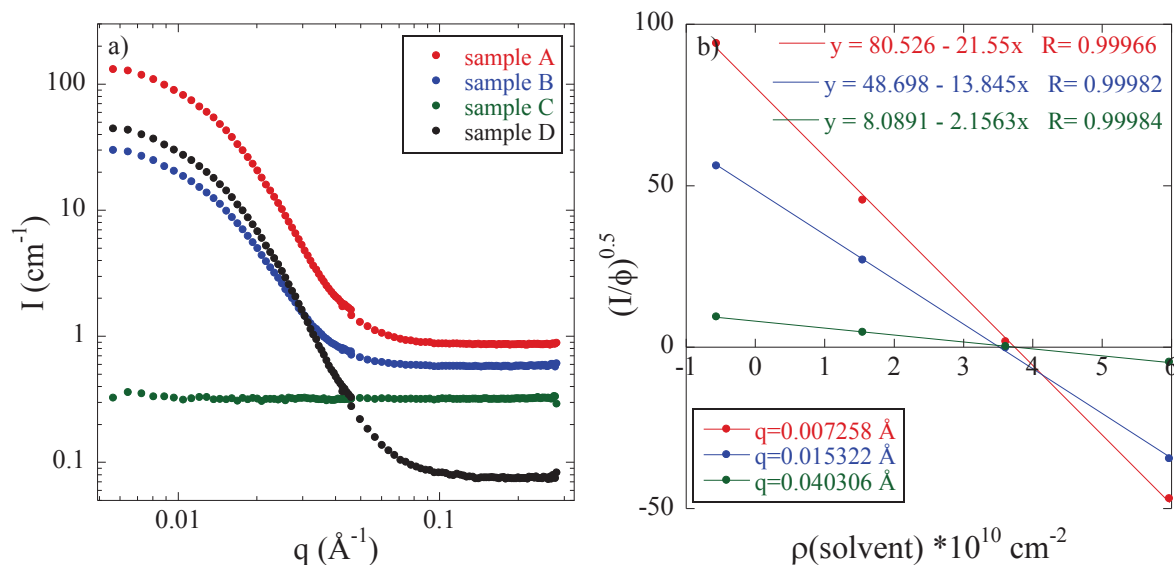 a)
sample A
sample B
sample C
sample D
100
10
1
0.1
I (cm⁻¹)
0.01
0.1
q (Å⁻¹)
b)
y = 80.526 - 21.55x R= 0.99966
y = 48.698 - 13.845x R= 0.99982
y = 8.0891 - 2.1563x R= 0.99984
100
50
0
-50
(I/ϕ)⁰·⁵
-1 0 1 2 3 4 5 6
q=0.007258 Å
q=0.015322 Å
q=0.040306 Å
ρ(solvent) *10¹⁰ cm⁻²